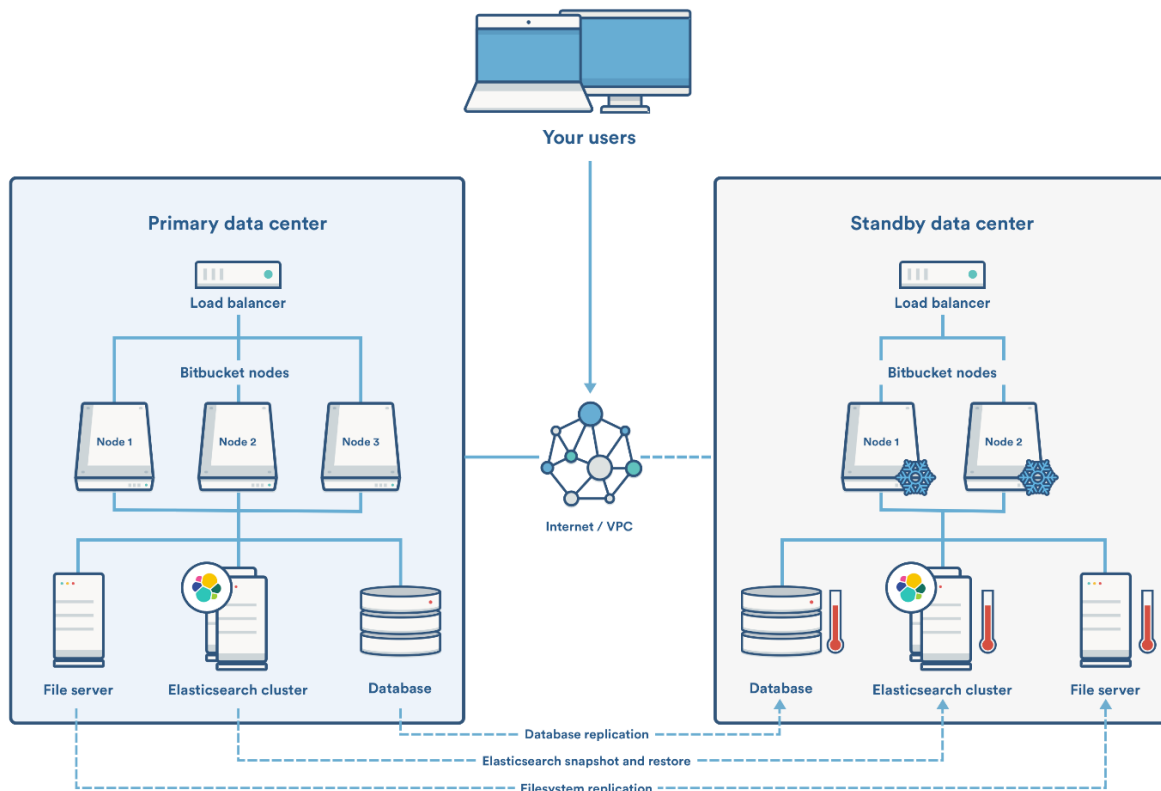 Your users
Primary data center
Standby data center
Load balancer
Load balancer
Bitbucket nodes
Bitbucket nodes
Node 1
Node 2
Node 3
Node 1
Node 2
Internet / VPC
File server
Elasticsearch cluster
Database
Database
Elasticsearch cluster
File server
Database replication
Elasticsearch snapshot and restore
Filesystem replication